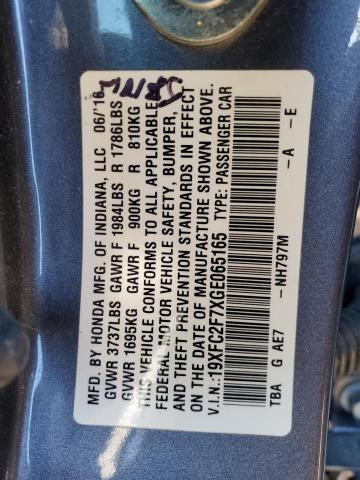 MFD. BY HONDA MFG. OF INDIANA, LLC 06/16
GVWR 3737LBS GAWR F 1984LBS R 1786LBS
GVWR 1695KG GAWR F 900KG R 810KG
THIS VEHICLE CONFORMS TO ALL APPLICABLE
FEDERAL MOTOR VEHICLE SAFETY, BUMPER,
AND THEFT PREVENTION STANDARDS IN EFFECT
ON THE DATE OF MANUFACTURE SHOWN ABOVE.
V.I.N.: 19XFC2F7XGE065165 TYPE: PASSENGER CAR
TBA G AE7 -NH797M -A -E